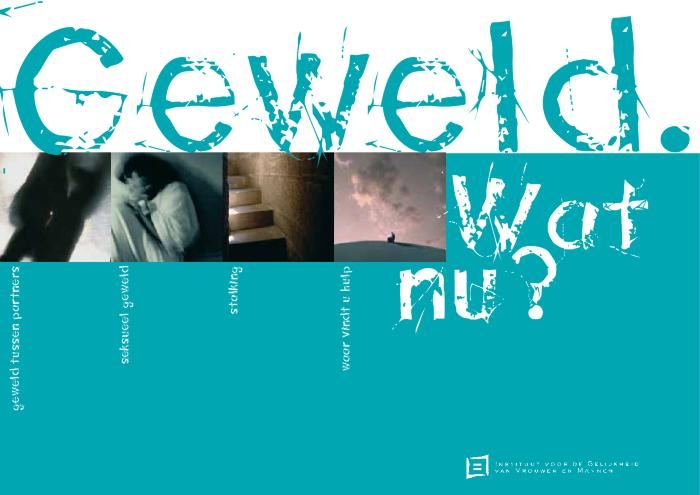 Geweld.
Wat
nu?
geweld tussen partners
seksueel geweld
stalking
waar vindt u hulp
Instituut voor de Gelijkheid
van Vrouwen en Mannen